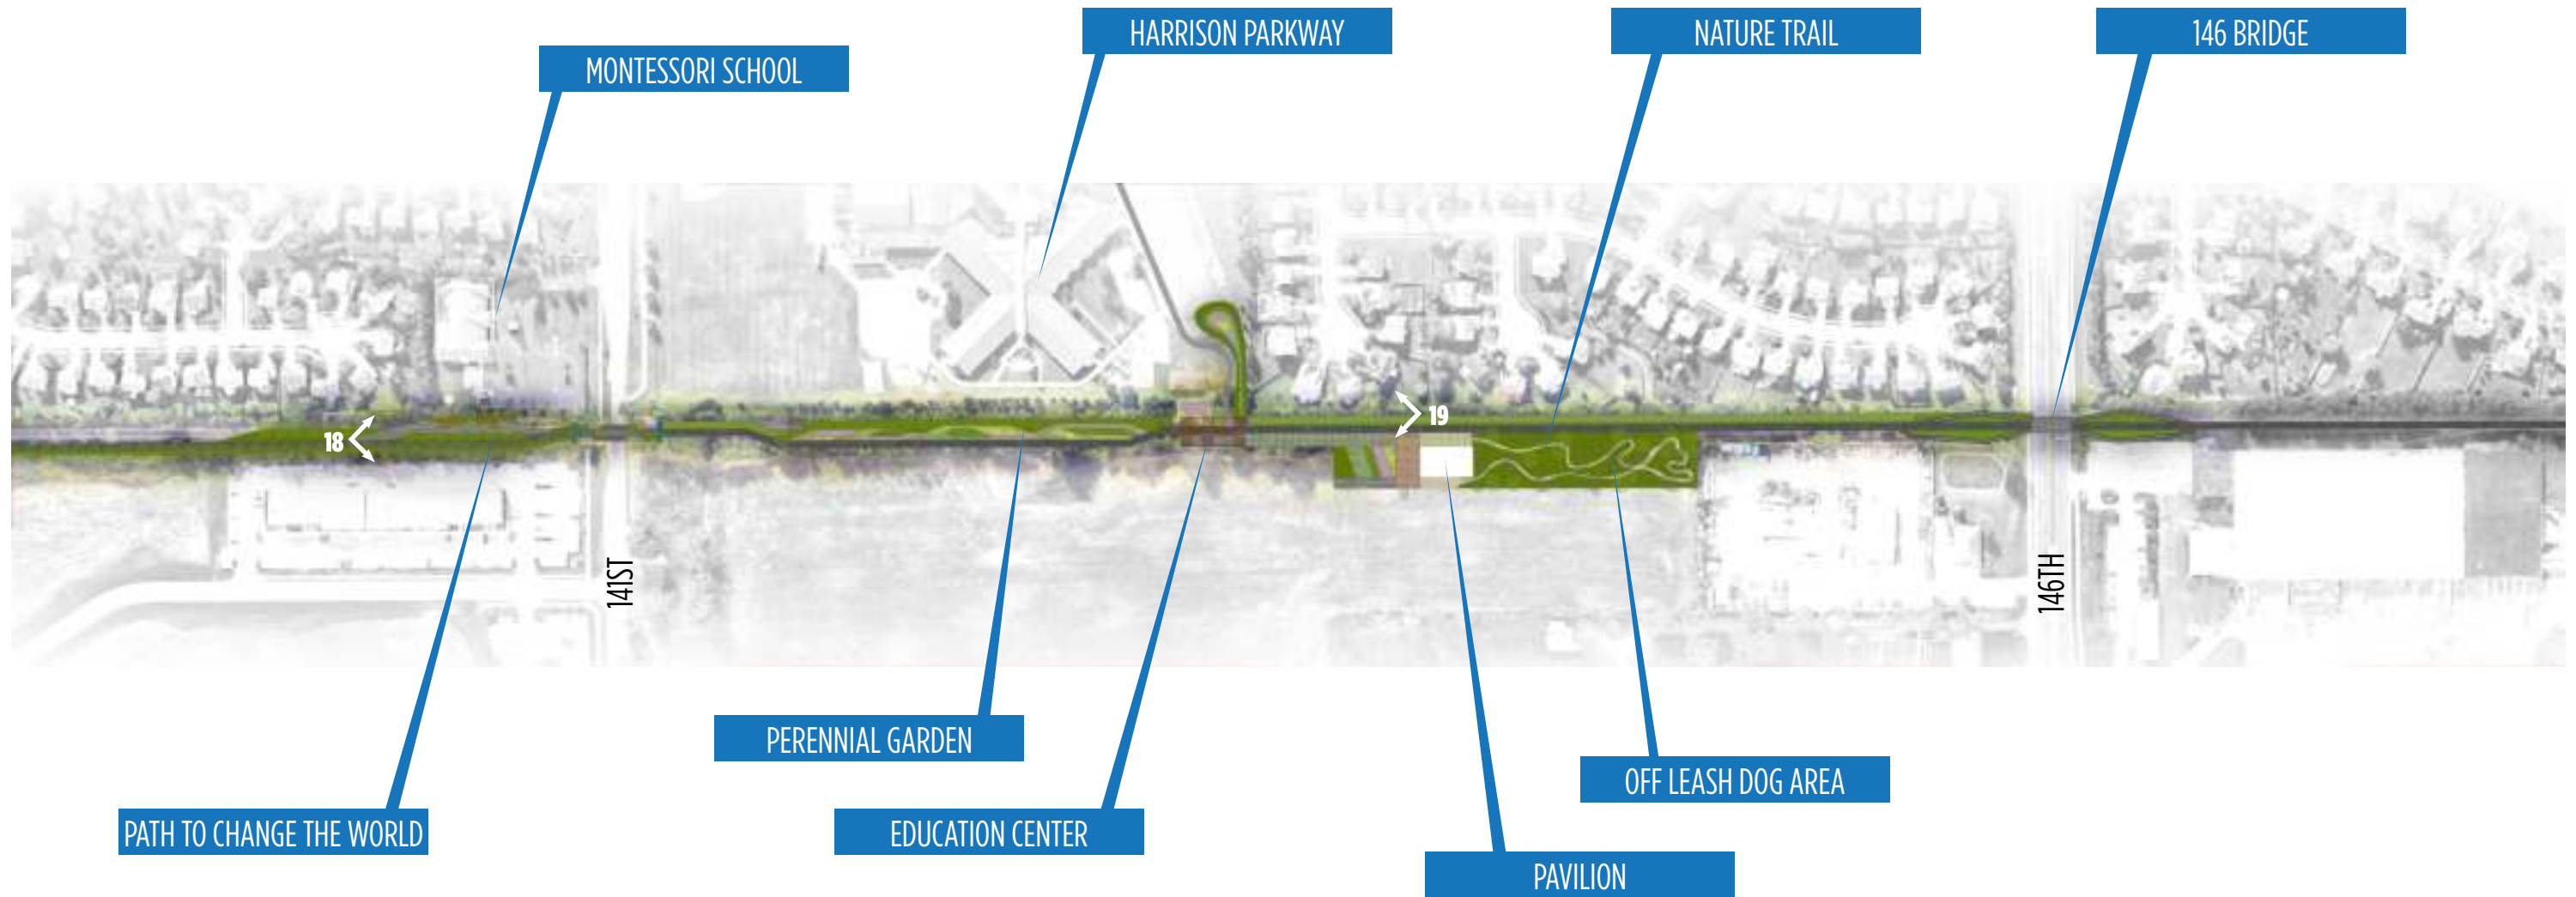 HARRISON PARKWAY
NATURE TRAIL
146 BRIDGE
MONTESSORI SCHOOL
19
18
141ST
146TH
PERENNIAL GARDEN
OFF LEASH DOG AREA
PATH TO CHANGE THE WORLD
EDUCATION CENTER
PAVILION